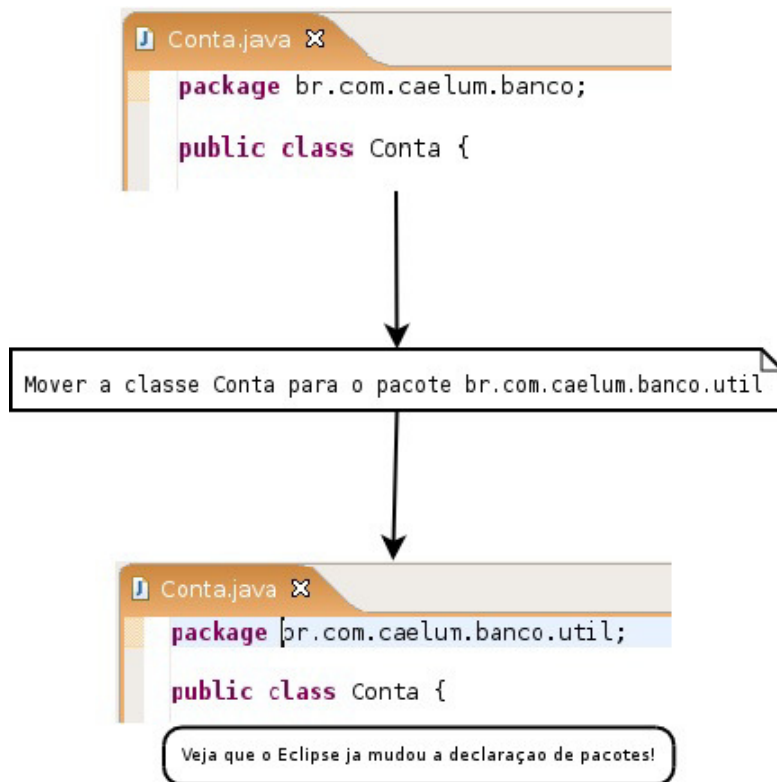 Conta.java
package br.com.caelum.banco;
public class Conta {
Mover a classe Conta para o pacote br.com.caelum.banco.util
Conta.java
package br.com.caelum.banco.util;
public class Conta {
Veja que o Eclipse ja mudou a declaraçao de pacotes!